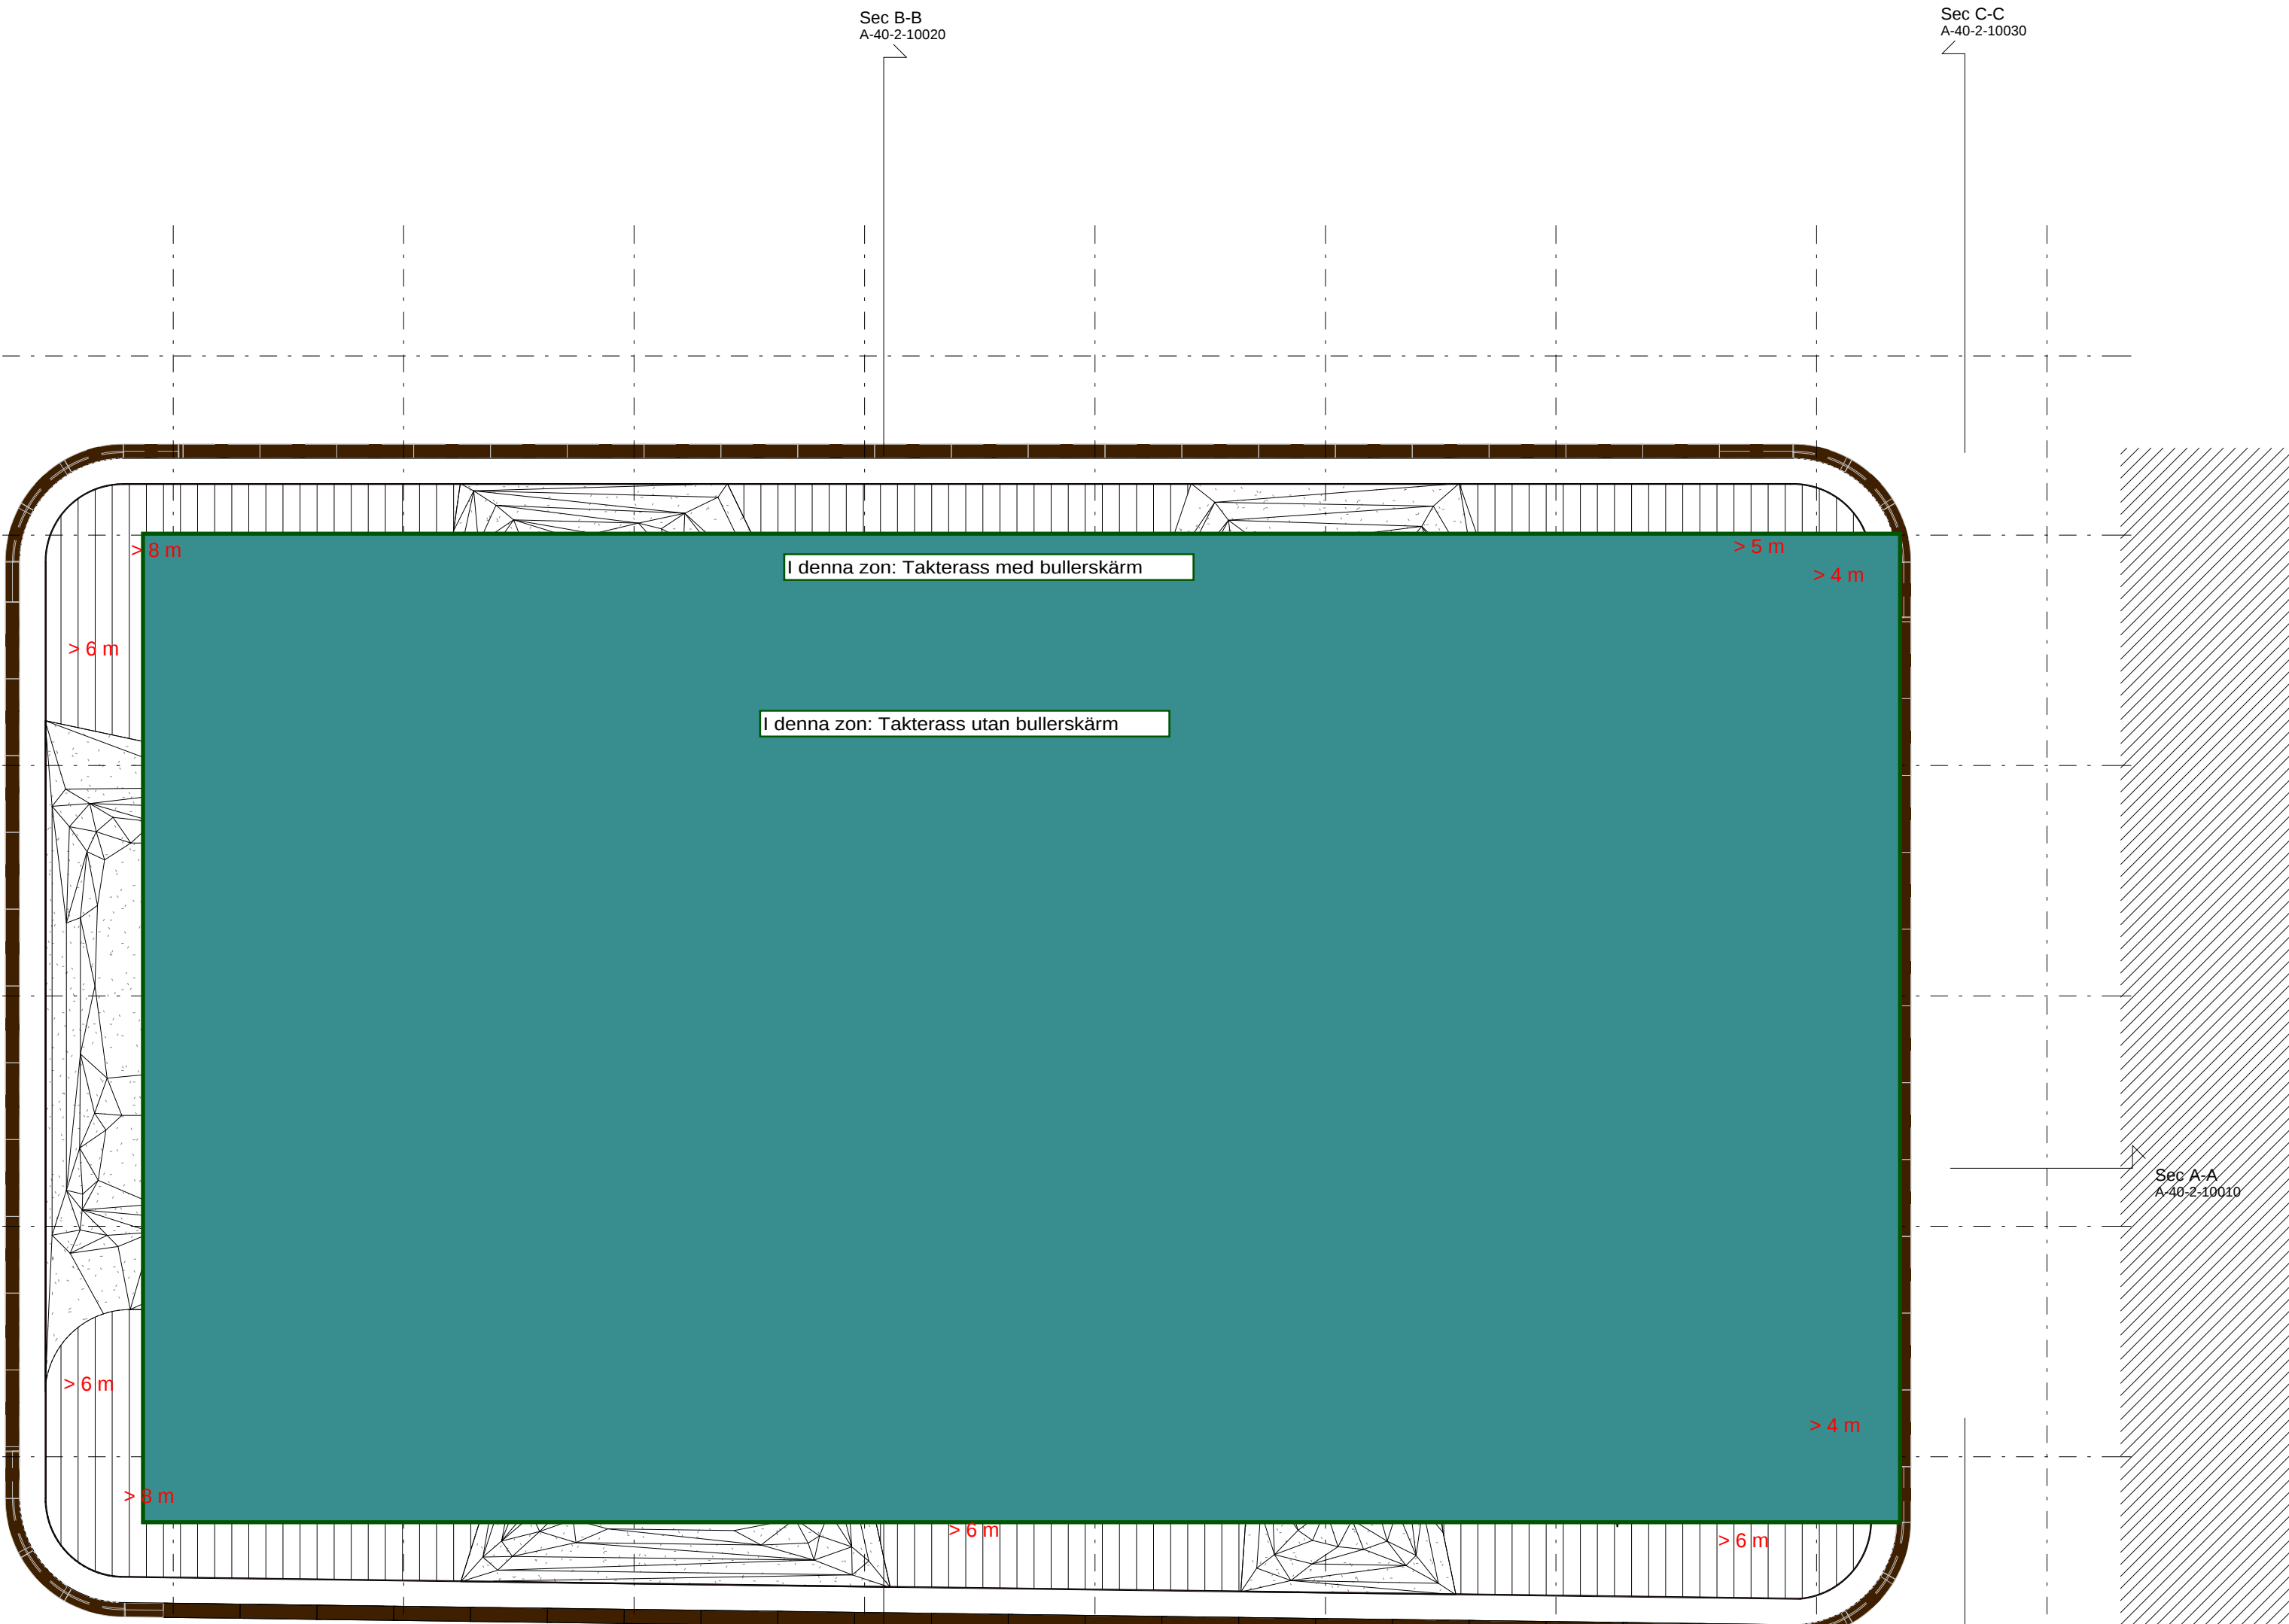 Sec B-B
A-40-2-10020
Sec C-C
A-40-2-10030
> 8 m
> 5 m
I denna zon: Takterass med bullerskärm
> 4 m
> 6 m
I denna zon: Takterass utan bullerskärm
Sec A-A
A-40-2-10010
> 6 m
> 4 m
> 8 m
> 6 m
> 6 m